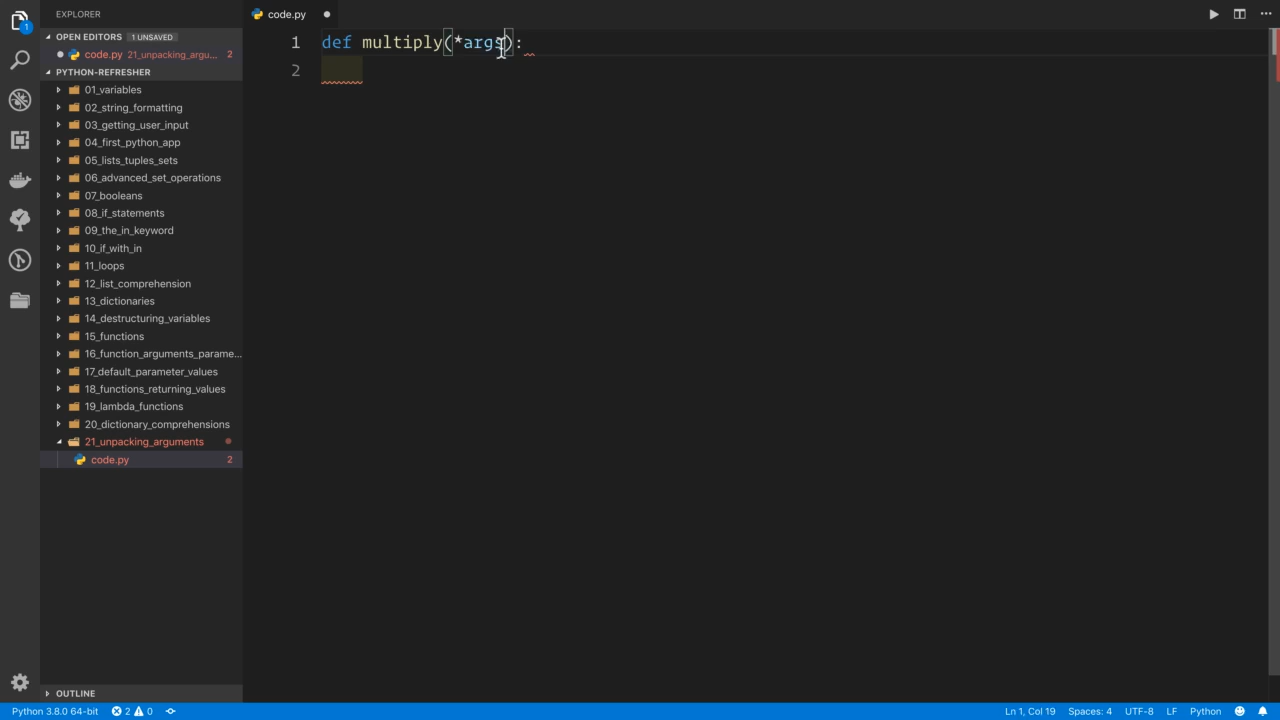 EXPLORER
OPEN EDITORS 1 UNSAVED
code.py 21_unpacking_argu... 2
PYTHON-REFRESHER
01_variables
02_string_formatting
03_getting_user_input
04_first_python_app
05_lists_tuples_sets
06_advanced_set_operations
07_booleans
08_if_statements
09_the_in_keyword
10_if_with_in
11_loops
12_list_comprehension
13_dictionaries
14_destructuring_variables
15_functions
16_function_arguments_parame...
17_default_parameter_values
18_functions_returning_values
19_lambda_functions
20_dictionary_comprehensions
21_unpacking_arguments
code.py 2
OUTLINE
1
code.py
1 def multiply(*args):
2
Python 3.8.0 64-bit 2 0 Ln 1, Col 19 Spaces: 4 UTF-8 LF Python